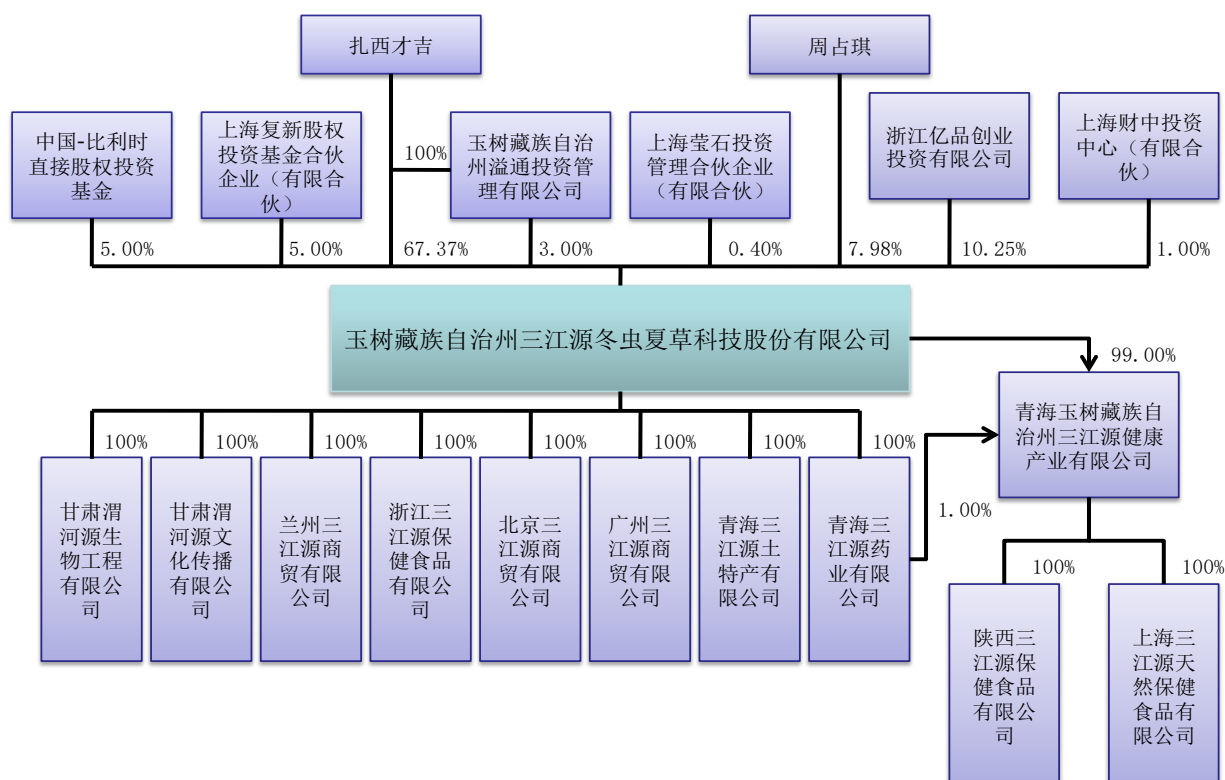 扎西才吉
周占琪
中国-比利时
直接股权投资
基金
上海复新股权
投资基金合伙
企业（有限合
伙）
100%
玉树藏族自治
州溢通投资管
理有限公司
上海莹石投资
管理合伙企业
（有限合伙）
浙江亿品创业
投资有限公司
上海财中投资
中心（有限合
伙）
5.00%
5.00%
67.37%
3.00%
0.40%
7.98%
10.25%
1.00%
玉树藏族自治州三江源冬虫夏草科技股份有限公司
99.00%
青海玉树藏族自
治州三江源健康
产业有限公司
100%
100%
100%
100%
100%
100%
100%
100%
1.00%
甘肃渭
河源生
物工程
有限公
司
甘肃渭
河源文
化传播
有限公
司
兰州三
江源商
贸有限
公司
浙江三
江源保
健食品
有限公
司
北京三
江源商
贸有限
公司
广州三
江源商
贸有限
公司
青海三
江源土
特产有
限公司
青海三
江源药
业有限
公司
100%
100%
陕西三
江源保
健食品
有限公
司
上海三
江源天
然保健
食品有
限公司